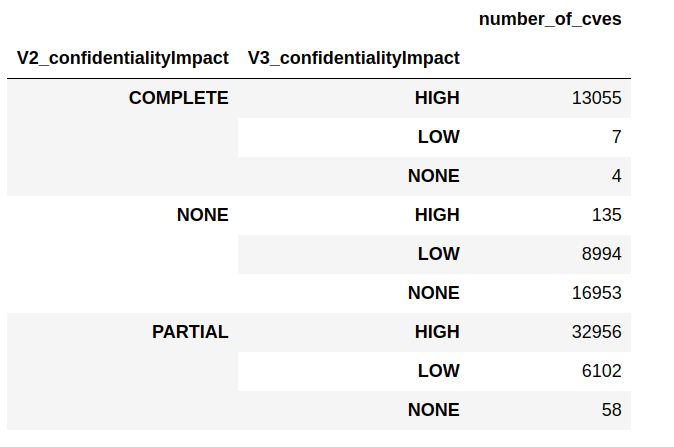 number_of_cves
V2_confidentialityImpact V3_confidentialityImpact
COMPLETE HIGH 13055
LOW 7
NONE 4
NONE HIGH 135
LOW 8994
NONE 16953
PARTIAL HIGH 32956
LOW 6102
NONE 58